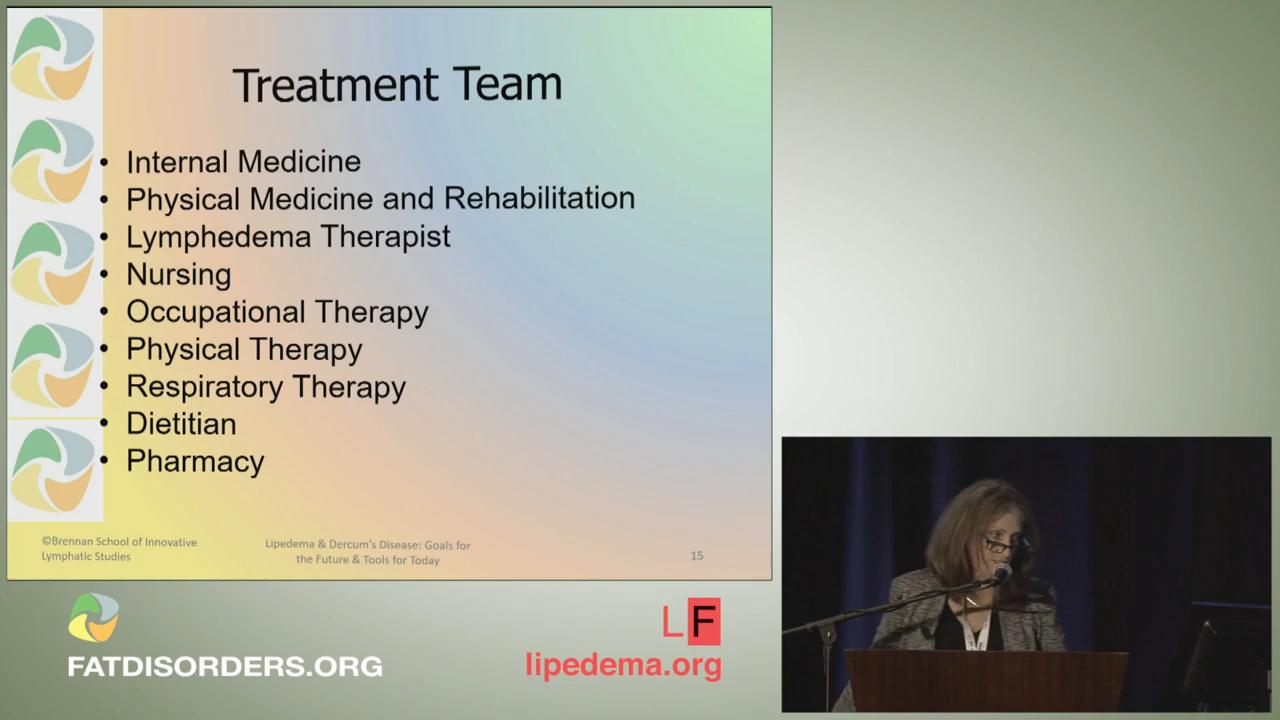 Treatment Team
• Internal Medicine
• Physical Medicine and Rehabilitation
• Lymphedema Therapist
• Nursing
• Occupational Therapy
• Physical Therapy
• Respiratory Therapy
• Dietitian
• Pharmacy
©Brennan School of Innovative
Lymphatic Studies
Lipedema & Dercum's Disease: Goals for
the Future & Tools for Today
15
FATDISORDERS.ORG
LF
lipedema.org